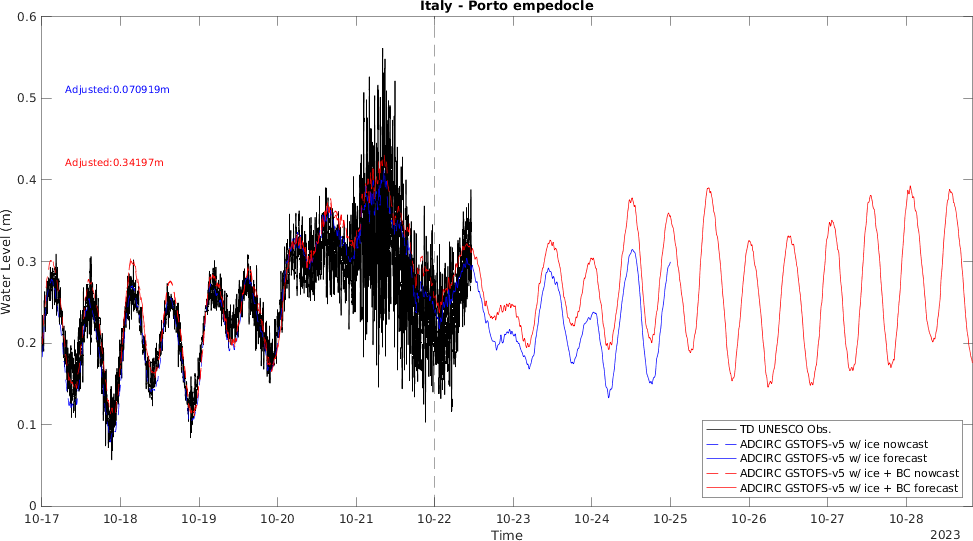 Italy - Porto empedocle
0.6
0.5
0.4
0.3
0.2
0.1
0
Water Level (m)
Adjusted:0.070919m
Adjusted:0.34197m
TD UNESCO Obs.
ADCIRC GSTOFS-v5 w/ ice nowcast
ADCIRC GSTOFS-v5 w/ ice forecast
ADCIRC GSTOFS-v5 w/ ice + BC nowcast
ADCIRC GSTOFS-v5 w/ ice + BC forecast
10-17 10-18 10-19 10-20 10-21 10-22 10-23 10-24 10-25 10-26 10-27 10-28
Time
2023